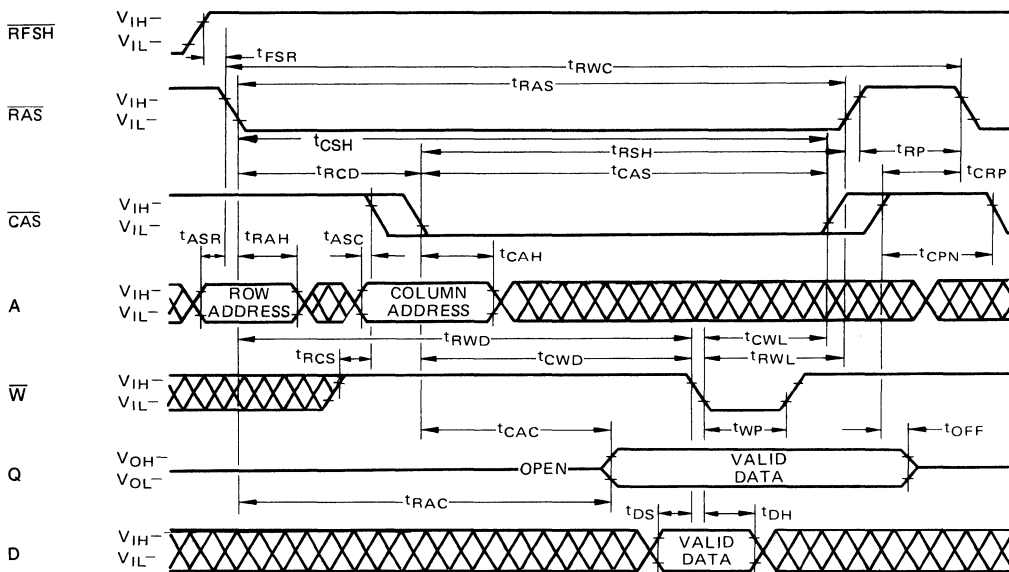 RFSH
VIH–
VIL–
tFSR
tRWC
tRAS
RAS
VIH–
VIL–
tCSH
tRSH
tRP
tRCD
tCAS
tCRP
CAS
VIH–
VIL–
tASR
tRAH
tASC
tCAH
tCPN
A
VIH–
VIL–
ROW
ADDRESS
COLUMN
ADDRESS
tRWD
tCWL
tRCS
tCWD
tRWL
W
VIH–
VIL–
tCAC
tWP
tOFF
Q
VOH–
VOL–
OPEN
VALID
DATA
tRAC
tDS
tDH
D
VIH–
VIL–
VALID
DATA